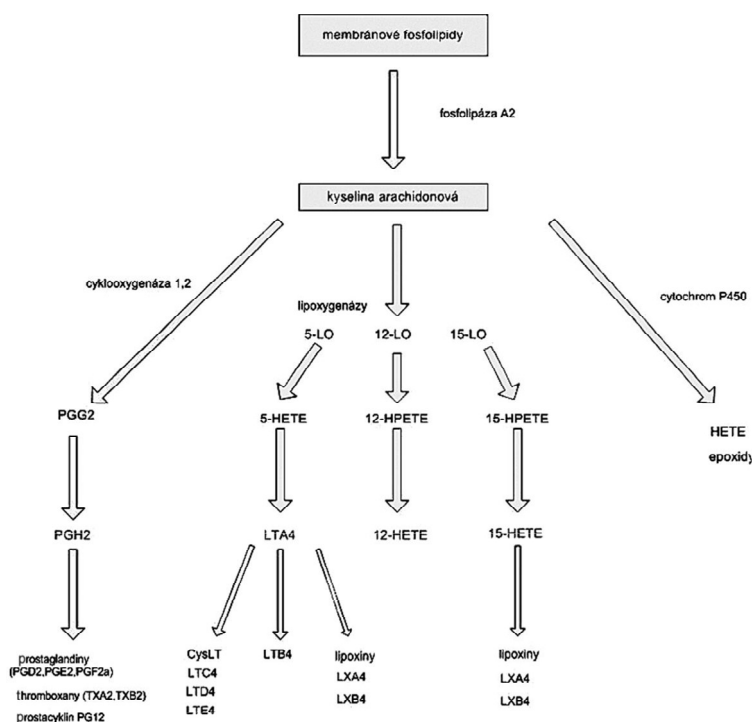 membránové fosfolipidy
fosfolipáza A2
kyselina arachidonová
cyklooxygenáza 1,2
lipoxygenázy
cytochrom P450
5-LO 12-LO 15-LO
PGG2 5-HETE 12-HPETE 15-HPETE HETE
epoxidy
PGH2 LTA4 12-HETE 15-HETE
prostaglandiny CysLT LTB4 lipoxiny lipoxiny
(PGD2,PGE2,PGF2a) LTC4 LXA4 LXA4
thromboxany (TXA2,TXB2) LTD4 LXB4 LXB4
prostacyklin PG12 LTE4